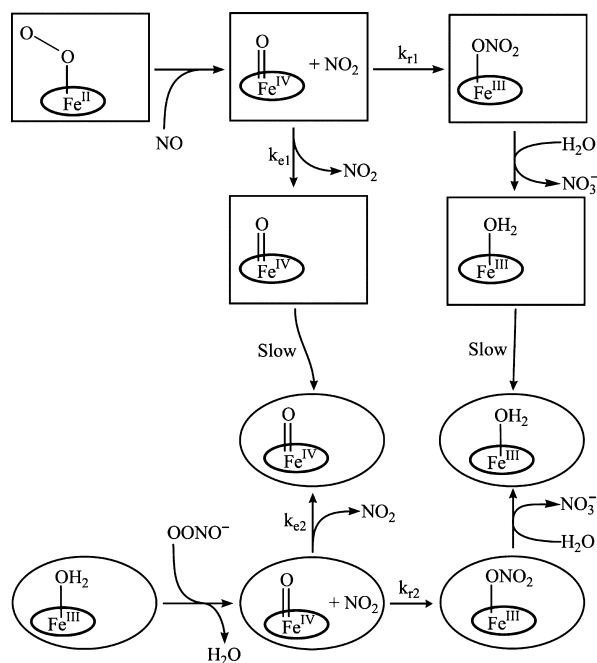 O
O
Fe^II
NO
O
Fe^IV
+ NO₂
k_r1
ONO₂
Fe^III
k_e1
NO₂
H₂O
NO₃⁻
O
Fe^IV
OH₂
Fe^III
Slow
Slow
O
Fe^IV
OH₂
Fe^III
OONO⁻
k_e2
NO₂
NO₃⁻
H₂O
OH₂
Fe^III
H₂O
O
Fe^IV
+ NO₂
k_r2
ONO₂
Fe^III